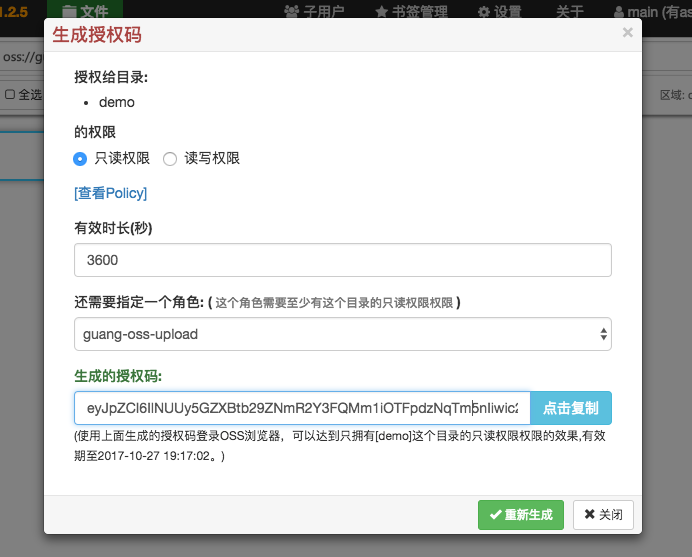 1.2.5
文件
子用户
书签管理
设置
关于
main (有as
生成授权码
×
oss://gu
全选
区域: c
授权给目录:
demo
的权限
只读权限
读写权限
[查看Policy]
有效时长(秒)
3600
还需要指定一个角色: ( 这个角色需要至少有这个目录的只读权限权限 )
guang-oss-upload
生成的授权码:
点击复制
(使用上面生成的授权码登录OSS浏览器，可以达到只拥有[demo]这个目录的只读权限权限的效果,有效
期至2017-10-27 19:17:02。)
重新生成
关闭